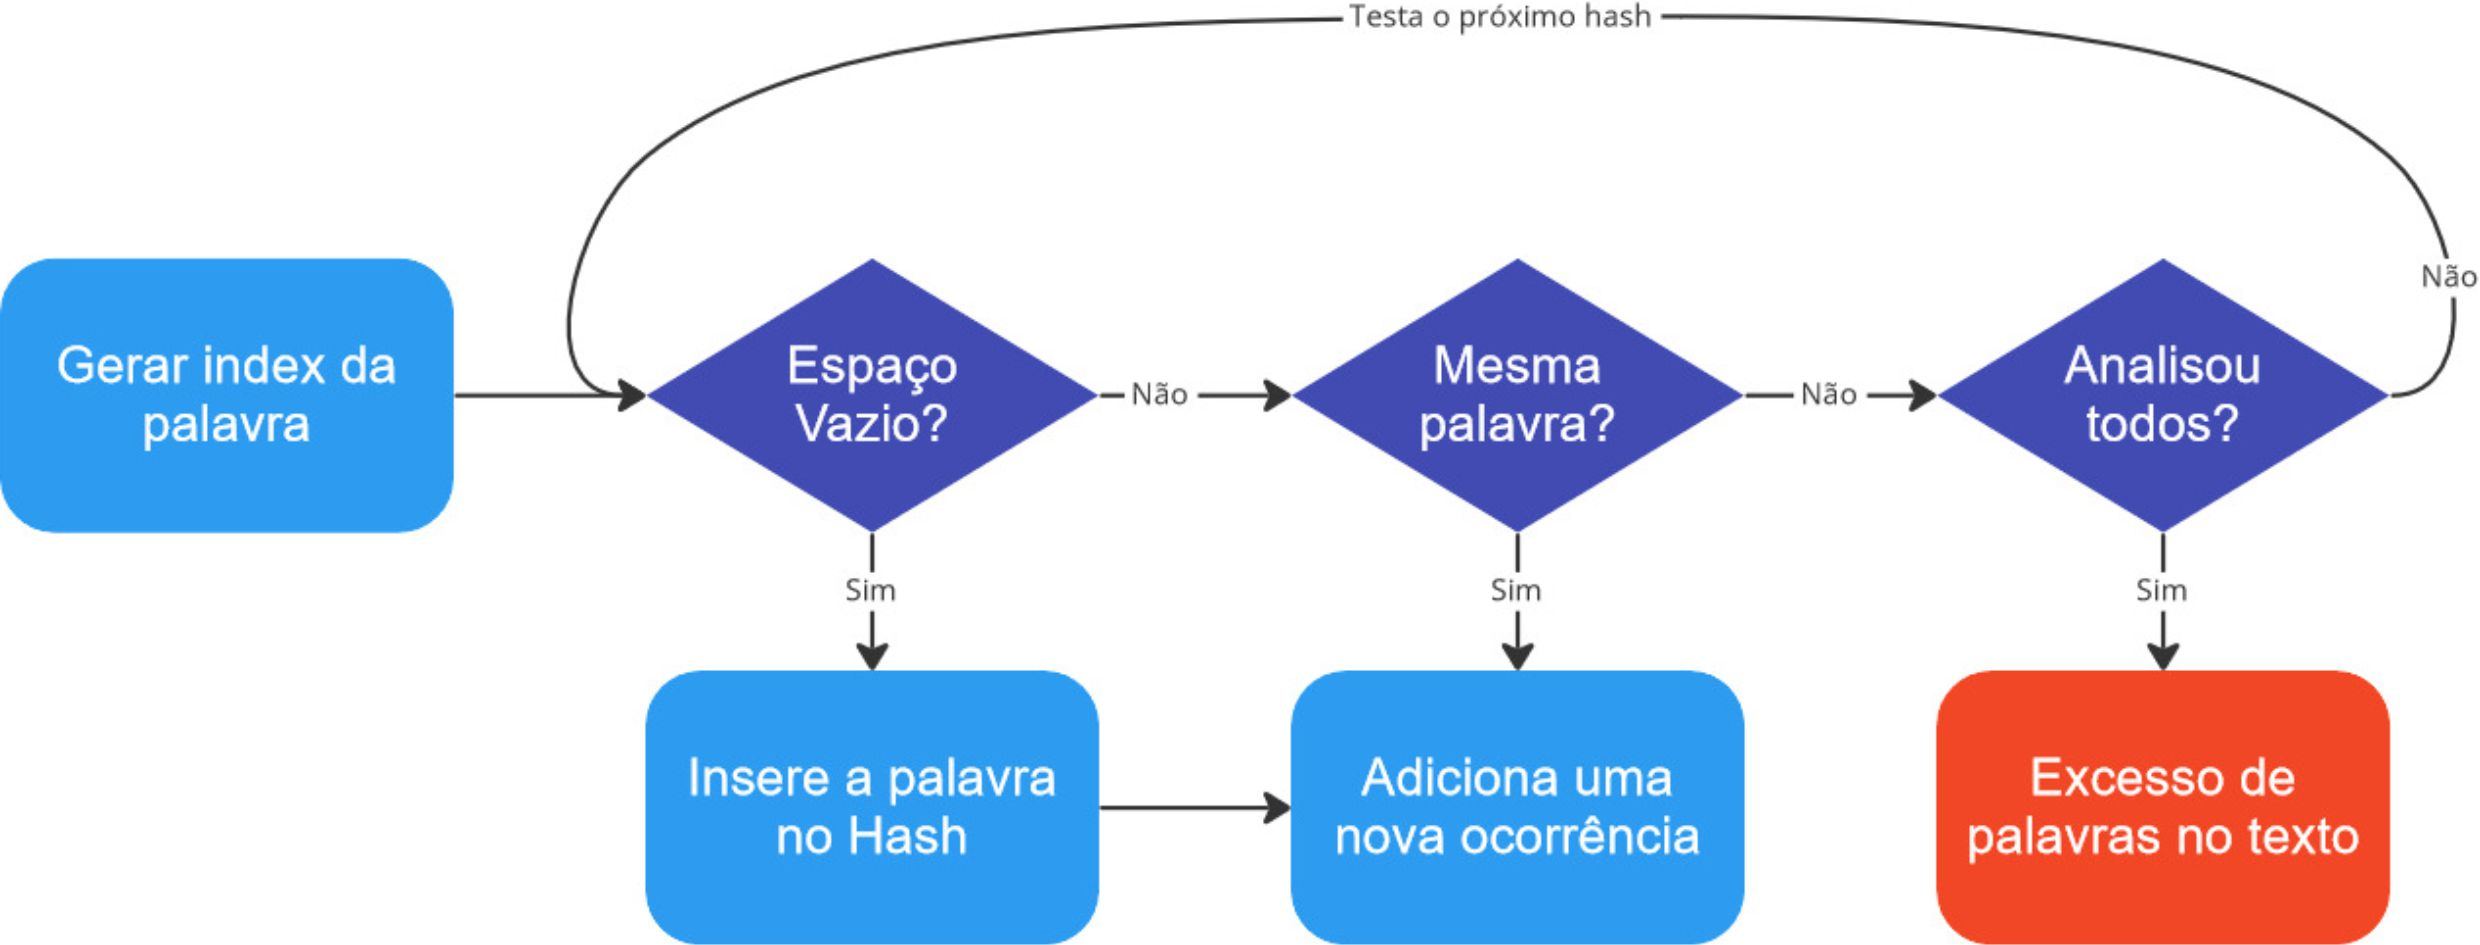 Testa o próximo hash
Não
Gerar index da
palavra
Espaço
Vazio?
Não
Mesma
palavra?
Não
Analisou
todos?
Sim
Sim
Sim
Insere a palavra
no Hash
Adiciona uma
nova ocorrência
Excesso de
palavras no texto